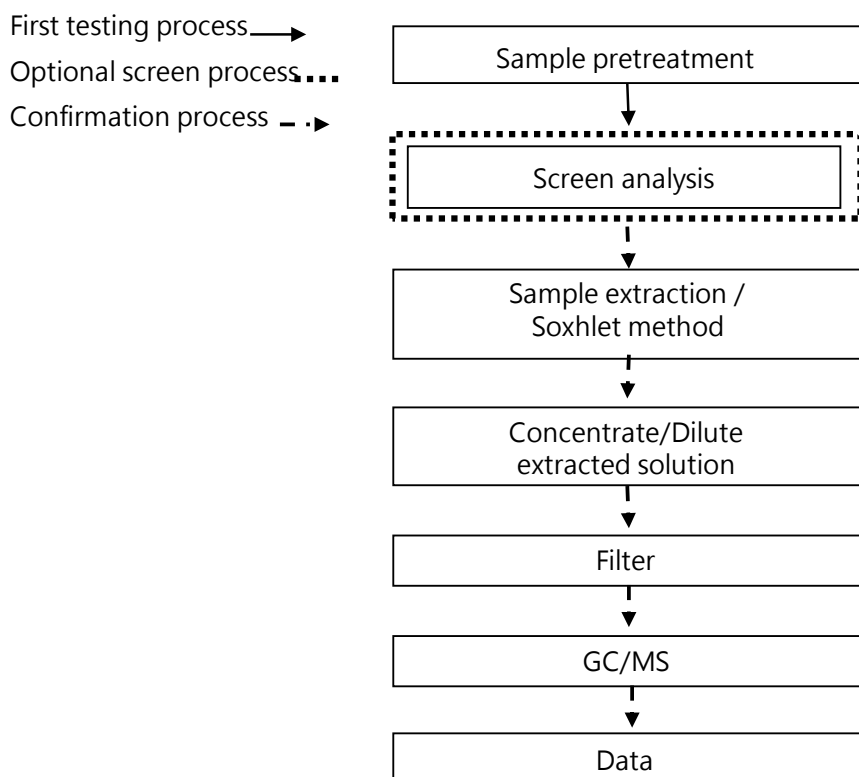 First testing process
Optional screen process
Confirmation process
Sample pretreatment
Screen analysis
Sample extraction /
Soxhlet method
Concentrate/Dilute
extracted solution
Filter
GC/MS
Data